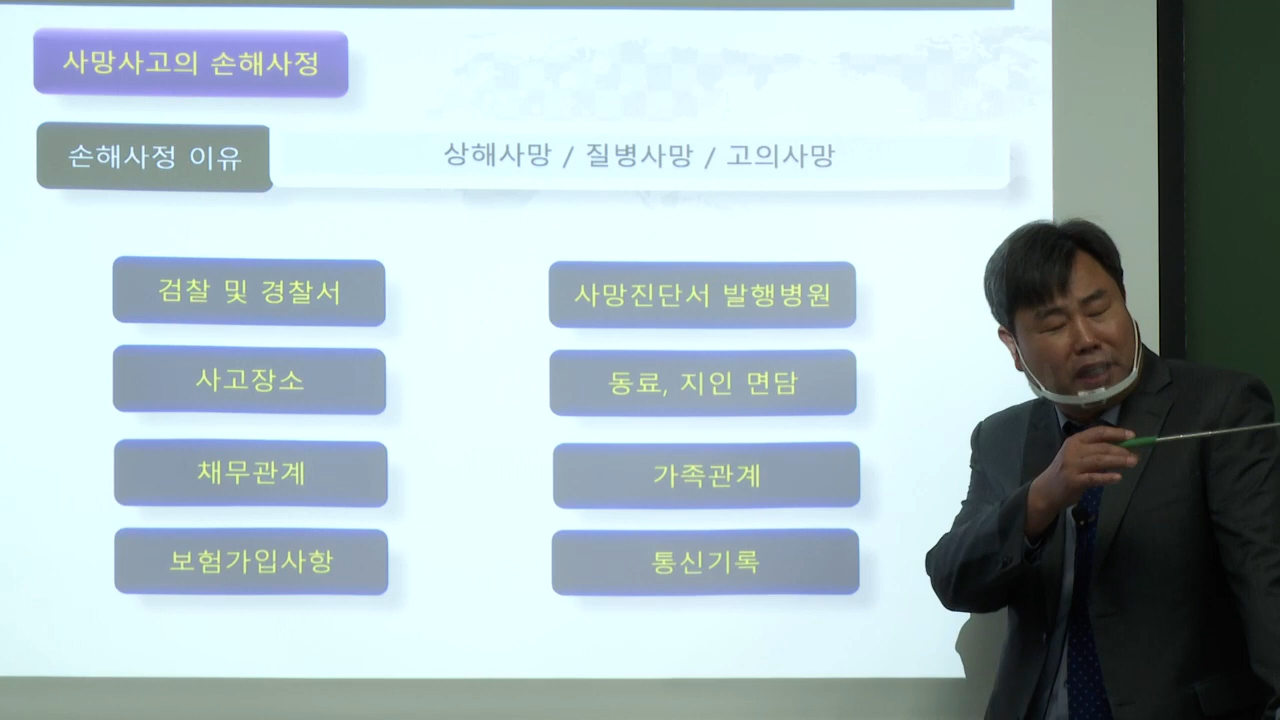 사망사고의 손해사정
손해사정 이유
상해사망 / 질병사망 / 고의사망
검찰 및 경찰서
사망진단서 발행병원
사고장소
동료, 지인 면담
채무관계
가족관계
보험가입사항
통신기록